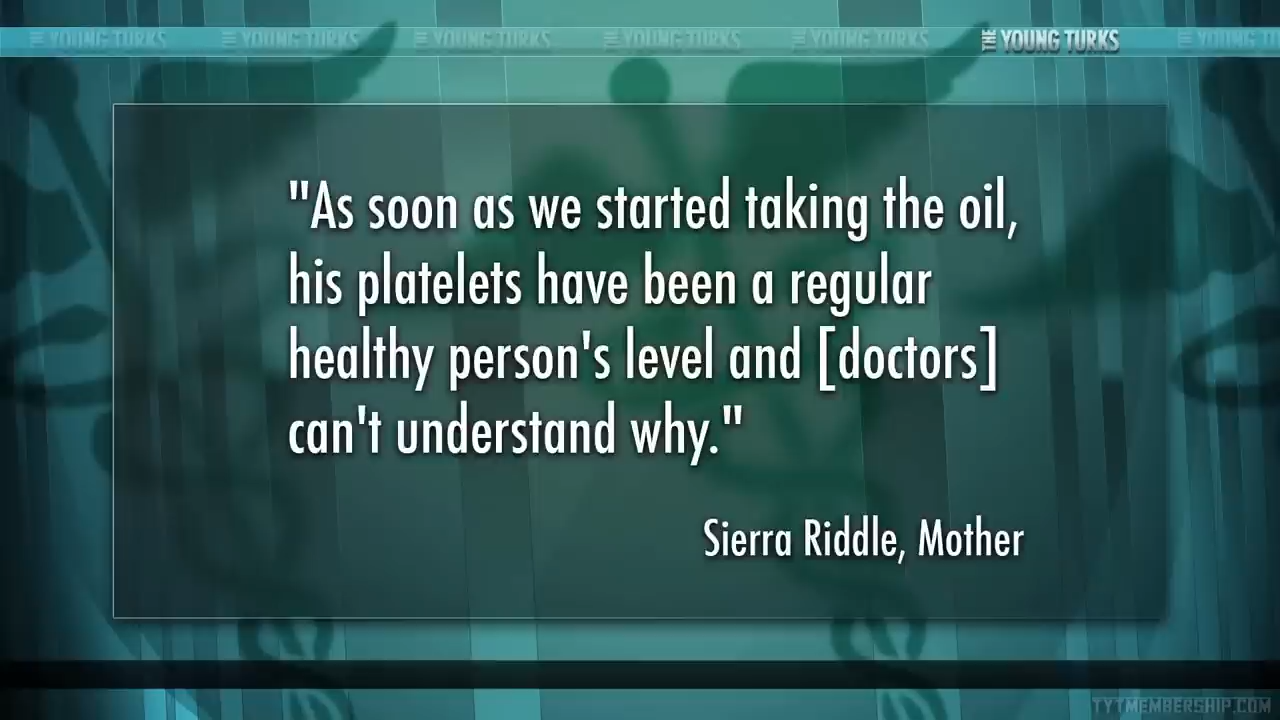 THE YOUNG TURKS THE YOUNG TURKS THE YOUNG TURKS THE YOUNG TURKS THE YOUNG TURKS THE YOUNG TURKS THE YOUNG TURKS
"As soon as we started taking the oil,
his platelets have been a regular
healthy person's level and [doctors]
can't understand why."
Sierra Riddle, Mother
TYTMEMBERSHIP.COM